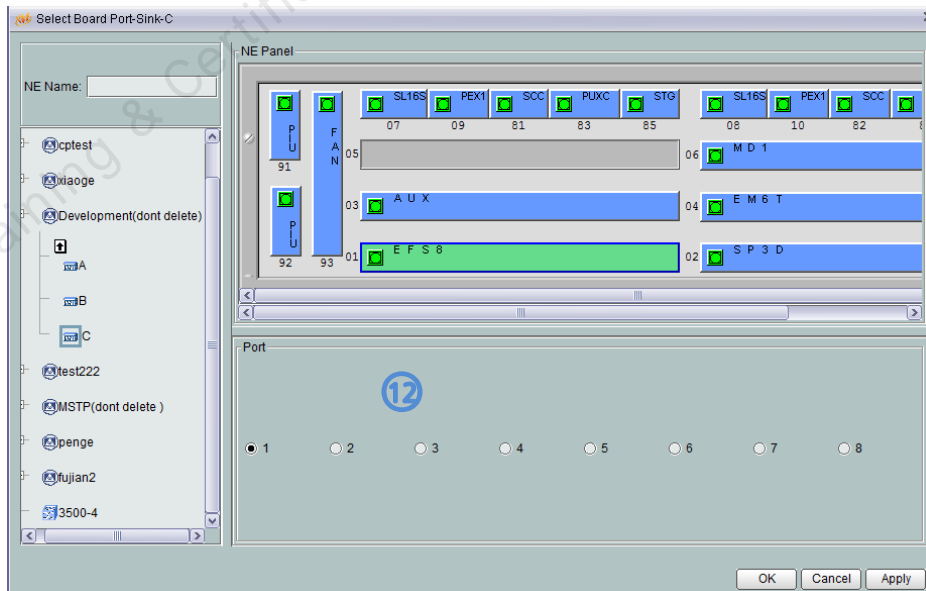 Select Board Port-Sink-C
NE Name:
cptest
xiaoge
Development(dont delete)
A
B
C
test222
MSTP(dont delete )
penge
fujian2
3500-4
NE Panel
PIU
91
PIU
92
FAN
93
SL16S PEX1 SCC PUXC STG
07 09 81 83 85
05
03 AUX
01 EFS8
SL16S PEX1 SCC
08 10 82
06 MD1
04 EM6T
02 SP3D
Port
12
1 2 3 4 5 6 7 8
OK Cancel Apply
raining & Certifi